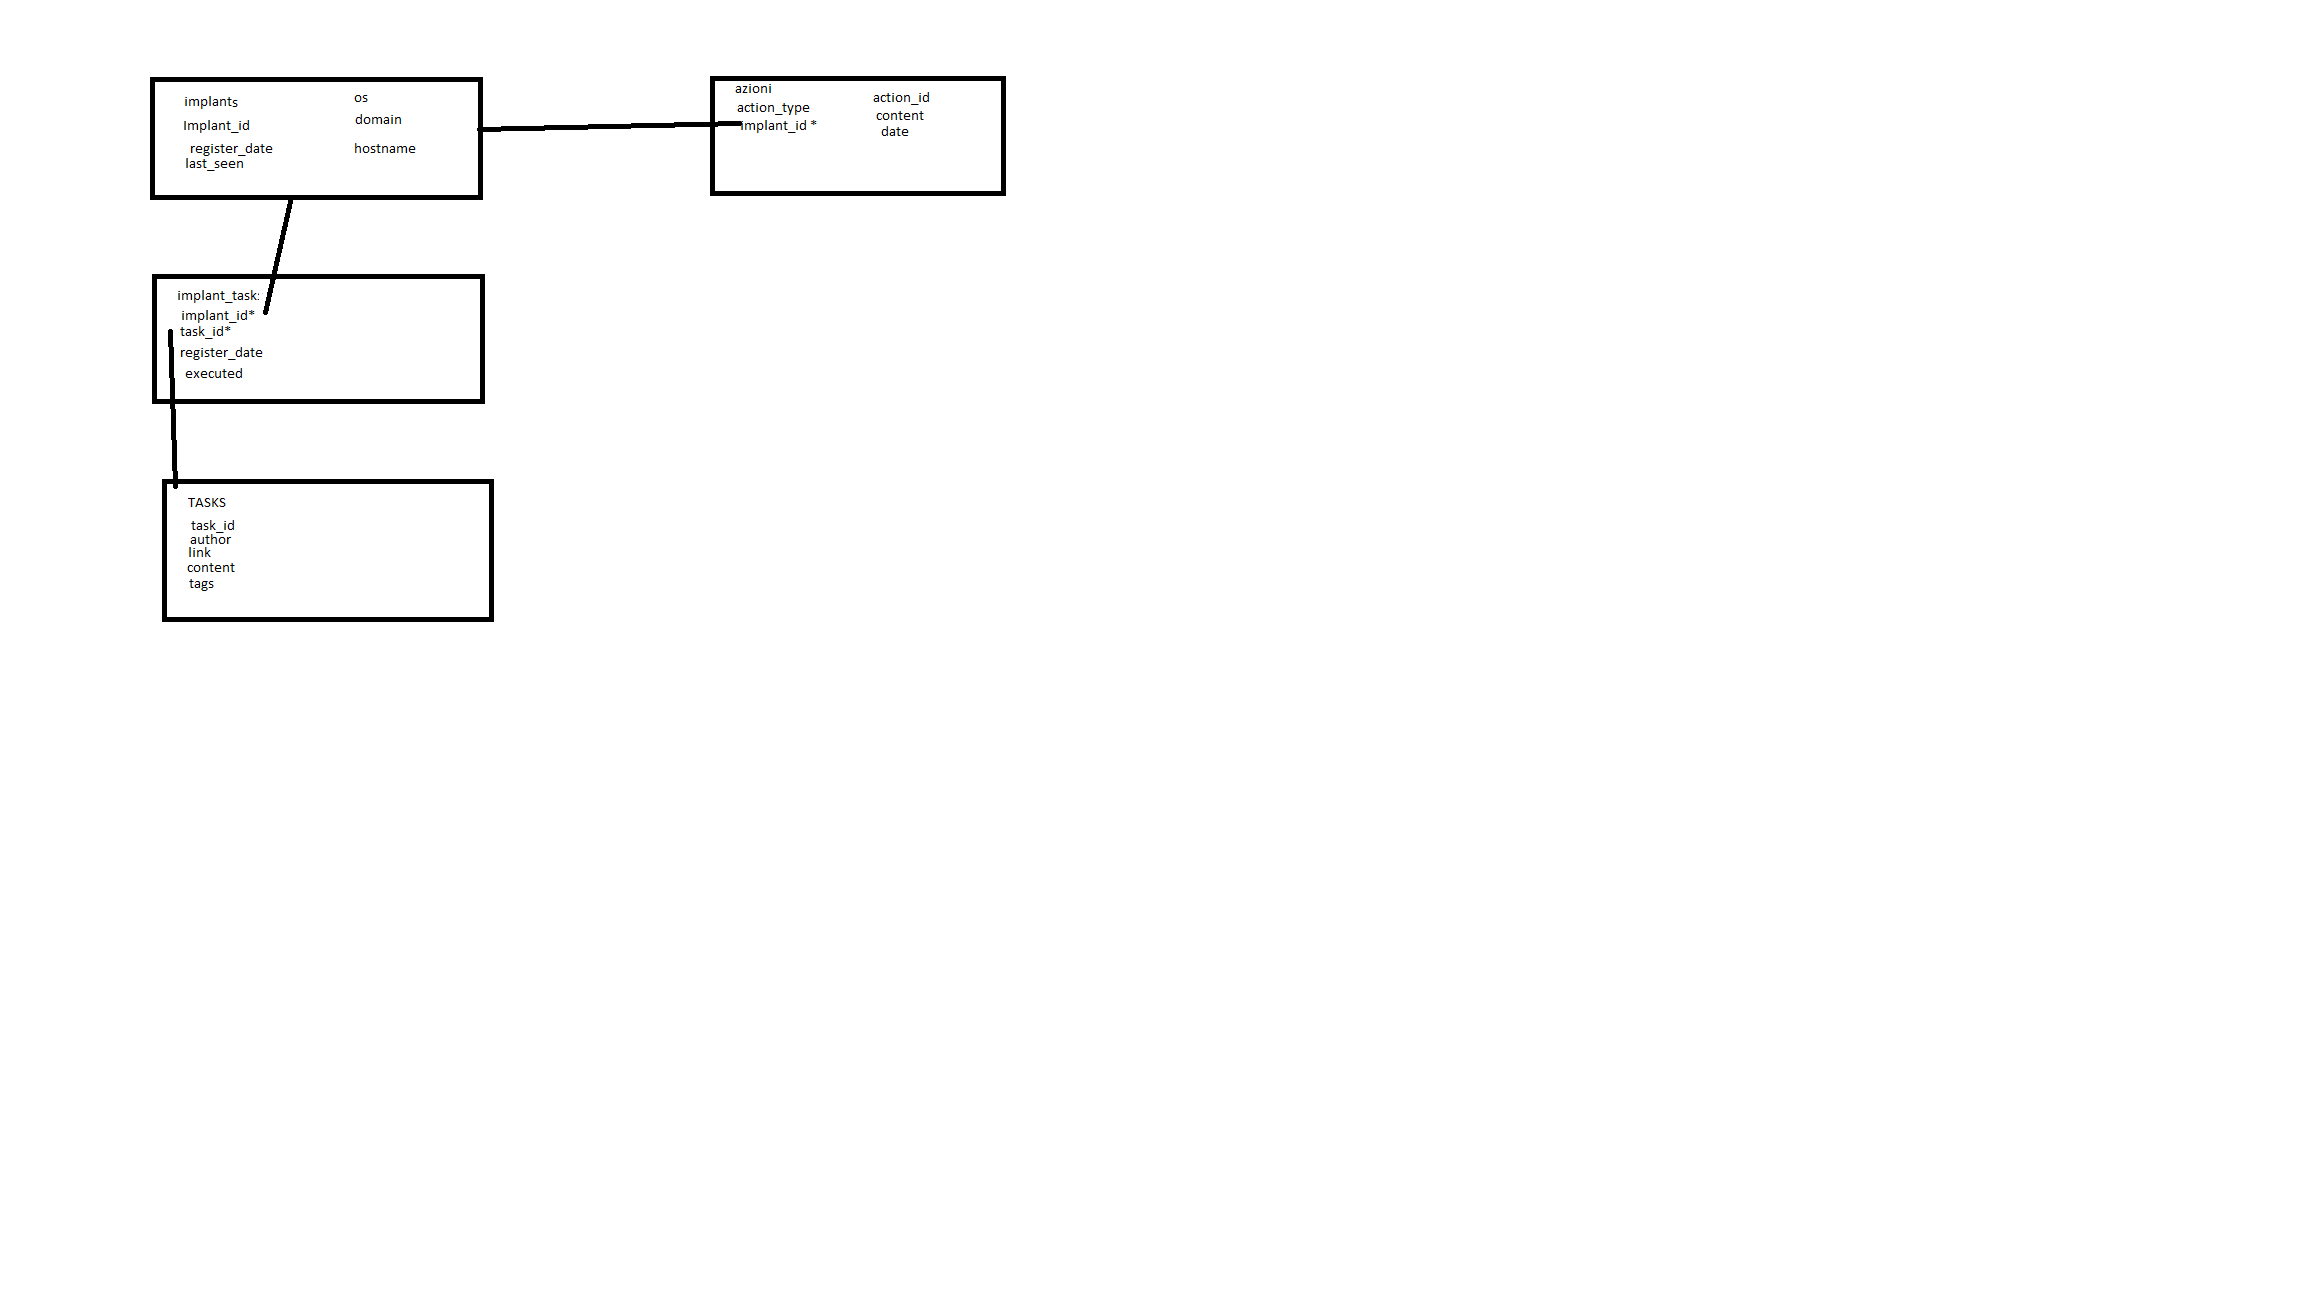 implants
Implant_id
register_date
last_seen
os
domain
hostname
azioni
action_type
implant_id *
action_id
content
date
implant_task:
implant_id*
task_id*
register_date
executed
TASKS
task_id
author
link
content
tags